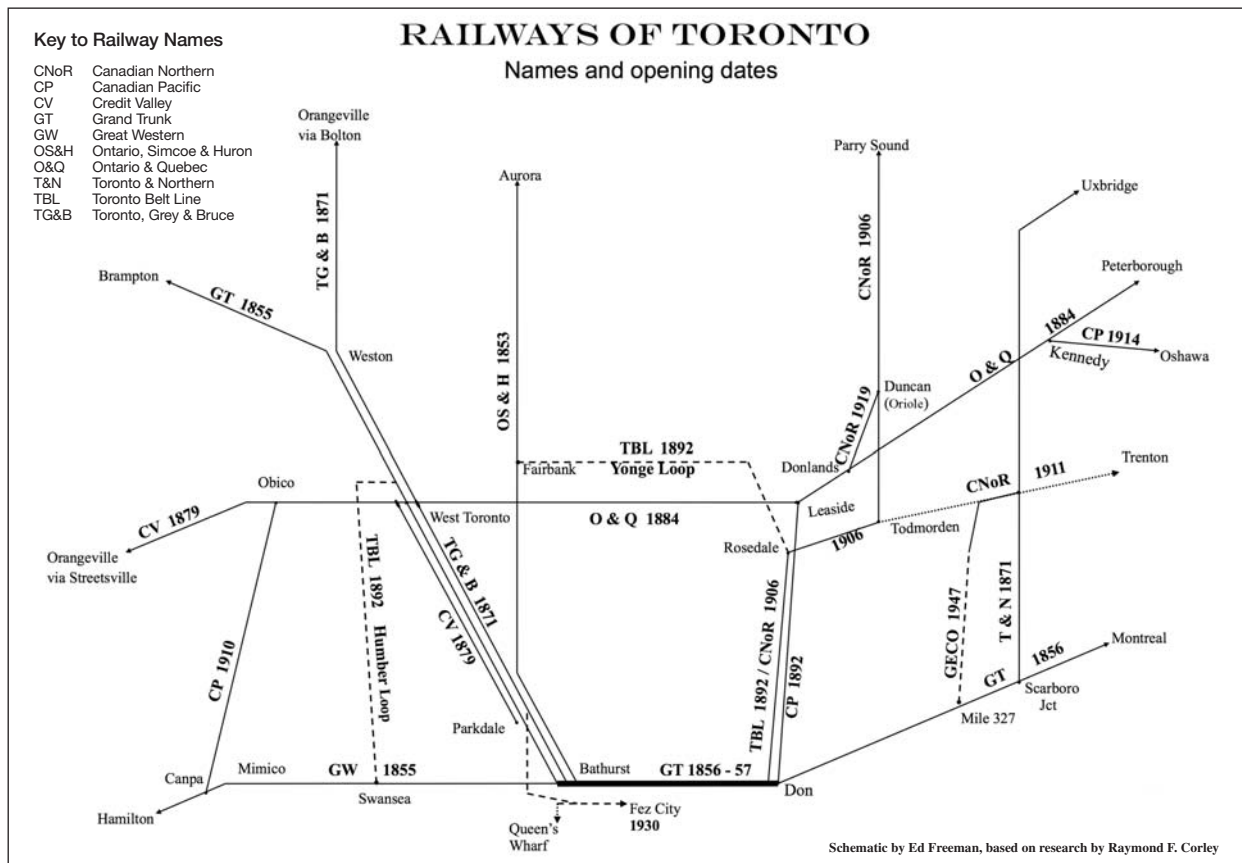 RAILWAYS OF TORONTO
Names and opening dates
Key to Railway Names
CNoR Canadian Northern
CP Canadian Pacific
CV Credit Valley
GT Grand Trunk
GW Great Western
OS&H Ontario, Simcoe & Huron
O&Q Ontario & Quebec
T&N Toronto & Northern
TBL Toronto Belt Line
TG&B Toronto, Grey & Bruce
Orangeville
via Bolton
Parry Sound
Aurora
Uxbridge
TG & B 1871
CNoR 1906
Brampton
GT 1855
Peterborough
1884
CP 1914
Oshawa
Kennedy
O & Q
Weston
OS & H 1853
Duncan
(Oriole)
CNoR 1919
TBL 1892
Yonge Loop
Fairbank
Donlands
Trenton
CNoR 1911
Obico
CV 1879
West Toronto
O & Q 1884
Leaside
Todmorden
1906
Rosedale
Orangeville
via Streetsville
TBL 1892 Humber Loop
TG & B 1871
CV 1879
TBL 1892 / CNoR 1906
CP 1892
GECO 1947
T & N 1871
Montreal
GT 1856
CP 1910
Scarboro
Jct
Mile 327
Parkdale
Mimico
GW 1855
Bathurst
GT 1856 - 57
Don
Canpa
Swansea
Hamilton
Fez City
1930
Queen's
Wharf
Schematic by Ed Freeman, based on research by Raymond F. Corley